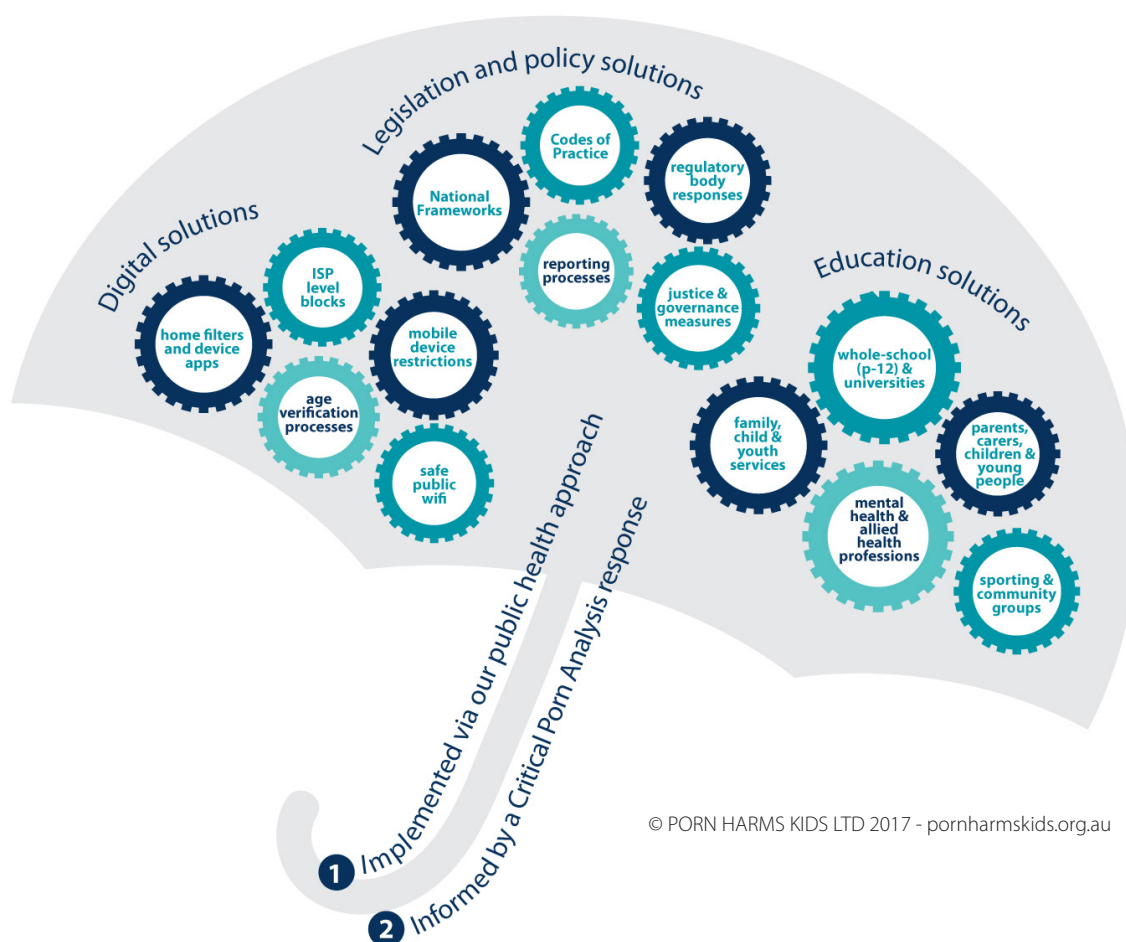 Digital solutions
home filters
and device
apps
ISP
level
blocks
age
verification
processes
mobile
device
restrictions
safe
public
wifi
Legislation and policy solutions
National
Frameworks
Codes of
Practice
reporting
processes
regulatory
body
responses
justice &
governance
measures
Education solutions
whole-school
(p-12) &
universities
family,
child &
youth
services
mental
health &
allied
health
professions
parents,
carers,
children &
young
people
sporting &
community
groups
1 Implemented via our public health approach
2 Informed by a Critical Porn Analysis response
© PORN HARMS KIDS LTD 2017 - pornharmskids.org.au